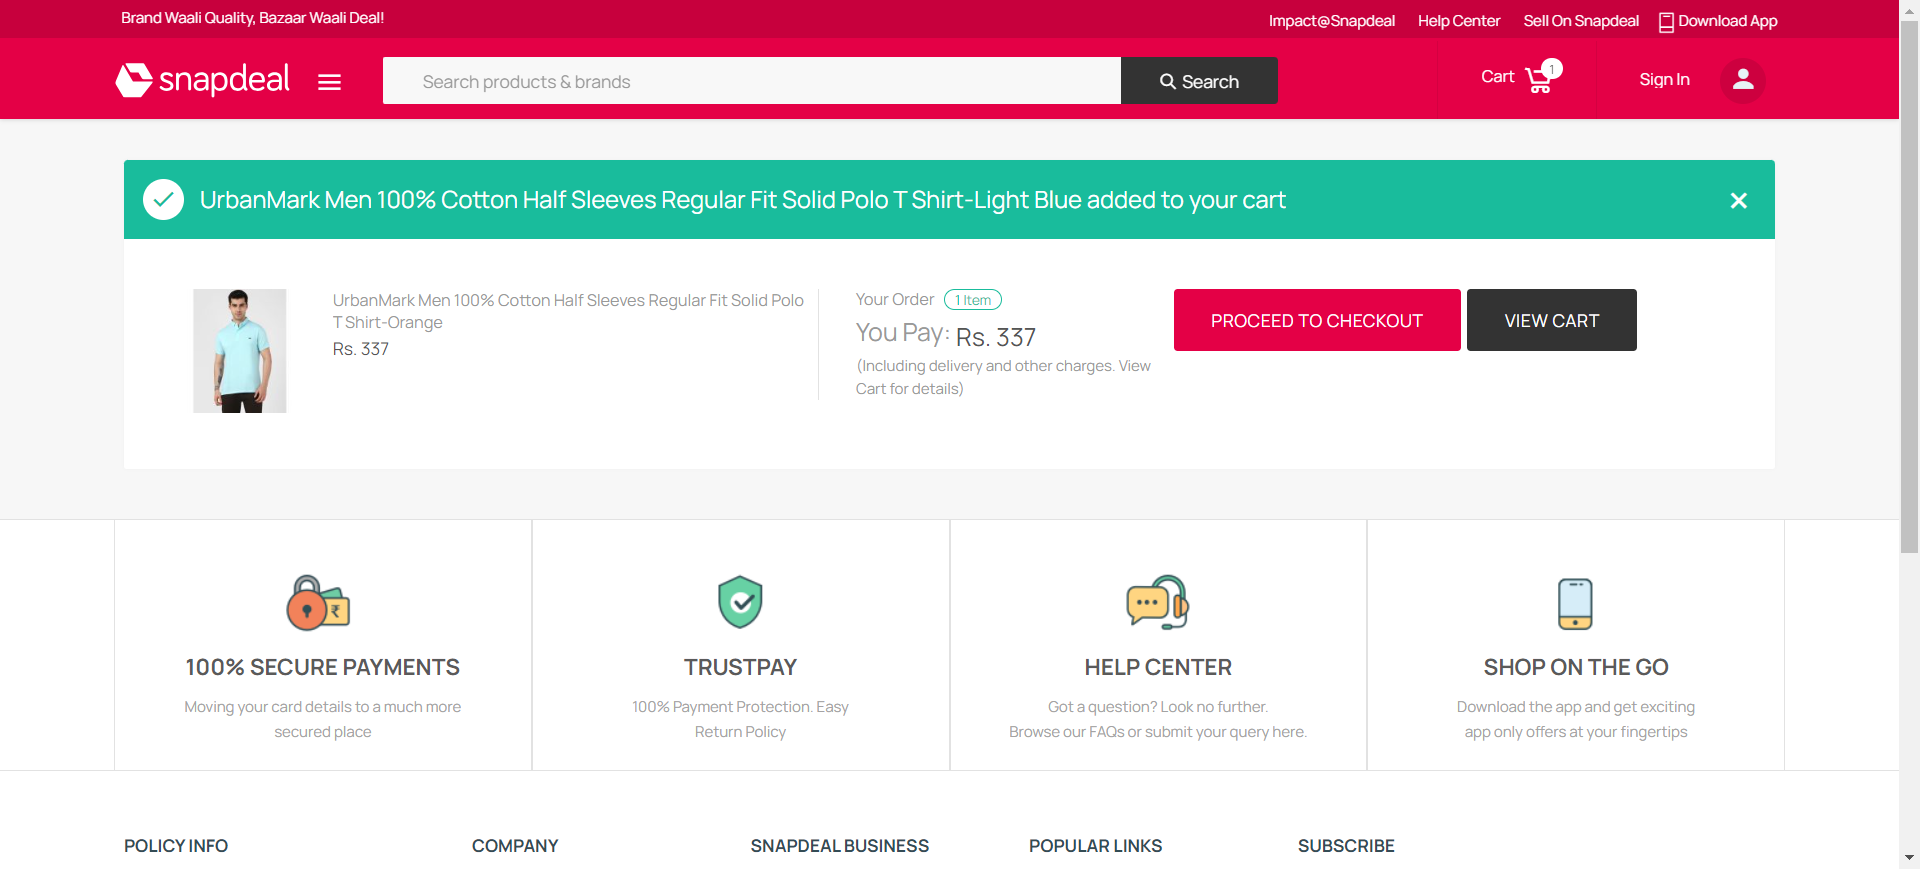 Brand Waali Quality, Bazaar Waali Deal!
Impact@Snapdeal Help Center Sell On Snapdeal Download App
snapdeal
Search products & brands
Search
Cart 1
Sign In
UrbanMark Men 100% Cotton Half Sleeves Regular Fit Solid Polo T Shirt-Light Blue added to your cart
UrbanMark Men 100% Cotton Half Sleeves Regular Fit Solid Polo
T Shirt-Orange
Rs. 337
Your Order 1 Item
You Pay: Rs. 337
(Including delivery and other charges. View
Cart for details)
PROCEED TO CHECKOUT
VIEW CART
100% SECURE PAYMENTS
Moving your card details to a much more
secured place
TRUSTPAY
100% Payment Protection. Easy
Return Policy
HELP CENTER
Got a question? Look no further.
Browse our FAQs or submit your query here.
SHOP ON THE GO
Download the app and get exciting
app only offers at your fingertips
POLICY INFO
COMPANY
SNAPDEAL BUSINESS
POPULAR LINKS
SUBSCRIBE